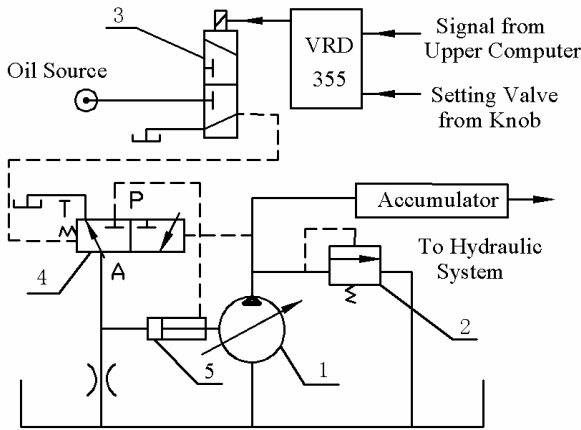 3
VRD
355
Signal from
Upper Computer
Oil Source
Setting Valve
from Knob
T
P
Accumulator
A
4
To Hydraulic
System
5
1
2